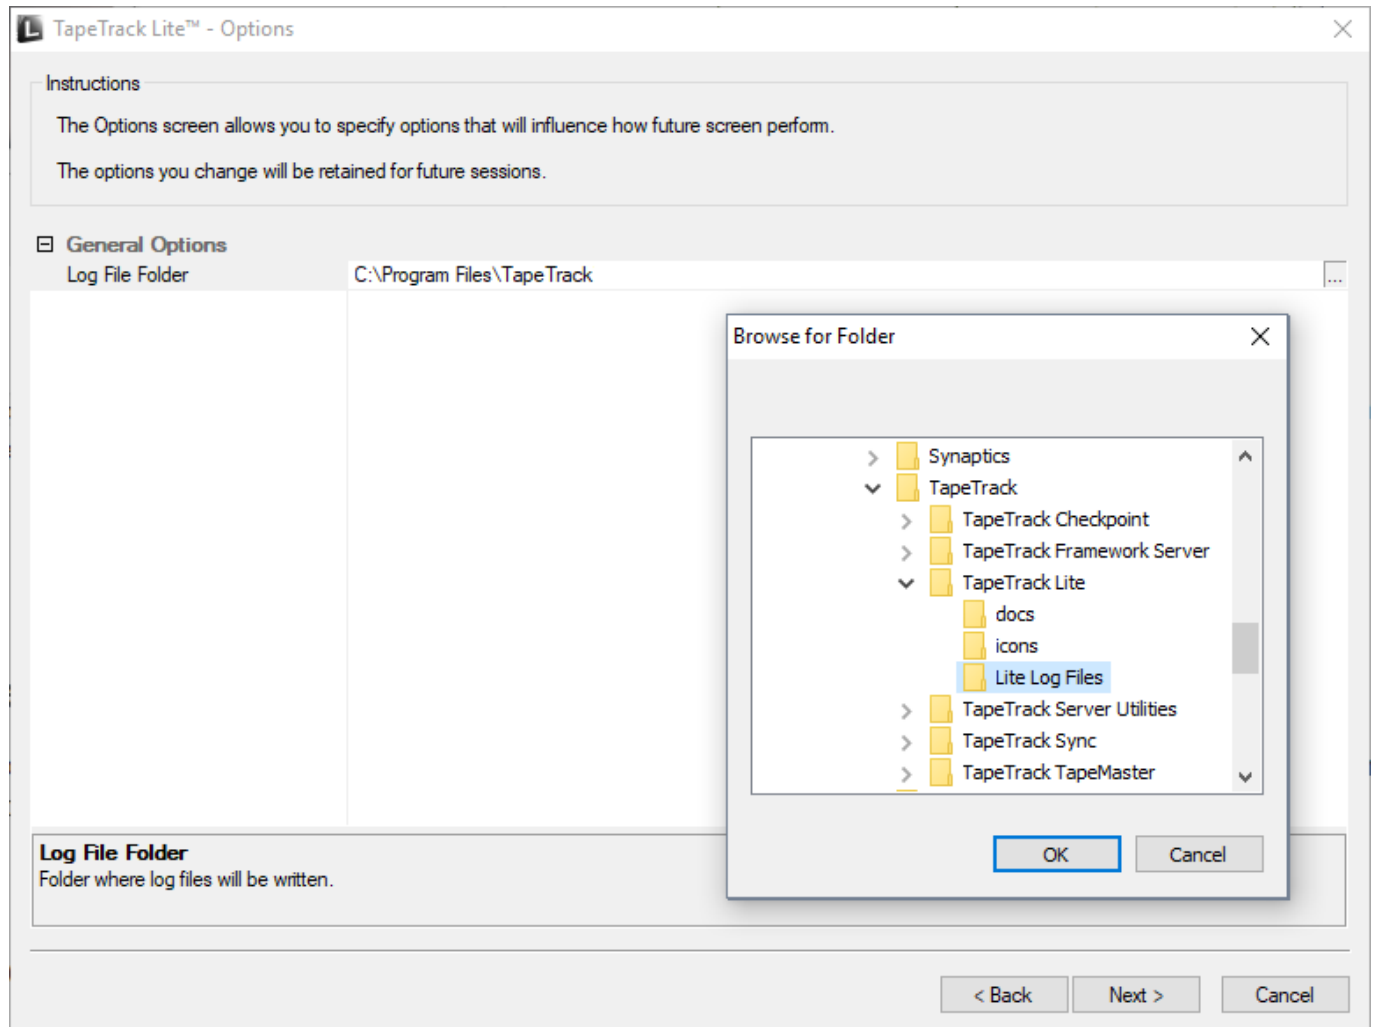 TapeTrack Lite™ - Options
Instructions
The Options screen allows you to specify options that will influence how future screen perform.
The options you change will be retained for future sessions.
General Options
Log File Folder
C:\Program Files\TapeTrack
...
Browse for Folder
Synaptics
TapeTrack
TapeTrack Checkpoint
TapeTrack Framework Server
TapeTrack Lite
docs
icons
Lite Log Files
TapeTrack Server Utilities
TapeTrack Sync
TapeTrack TapeMaster
OK
Cancel
Log File Folder
Folder where log files will be written.
< Back
Next >
Cancel